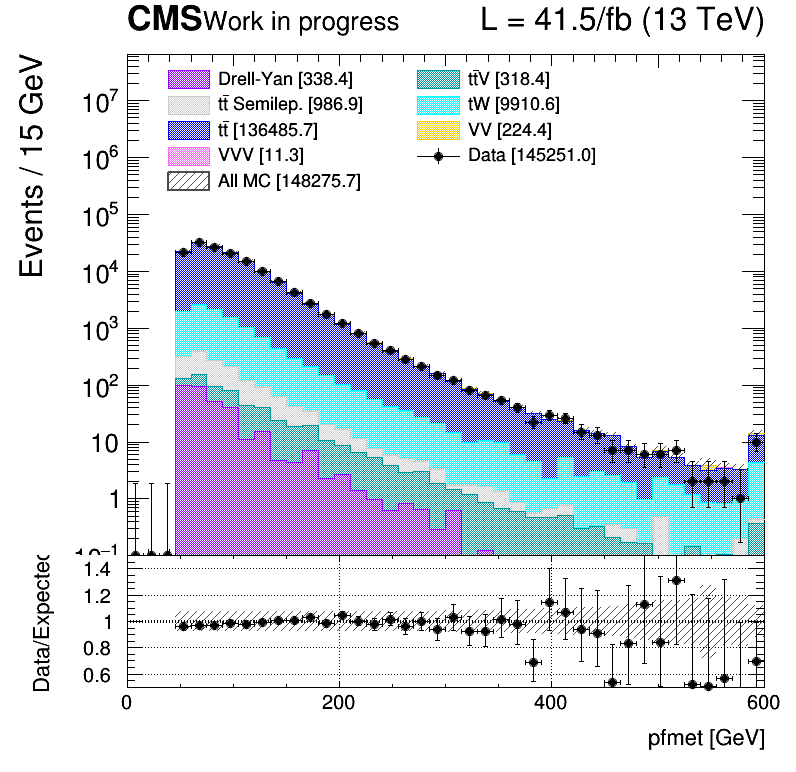 CMS Work in progress L = 41.5/fb (13 TeV)
Events / 15 GeV
Drell-Yan [338.4] tt̄V [318.4]
tt̄ Semilep. [986.9] tW [9910.6]
tt̄ [136485.7] VV [224.4]
VVV [11.3] Data [145251.0]
All MC [148275.7]
10⁷
10⁶
10⁵
10⁴
10³
10²
10
1
10⁻¹
Data/Expected
1.4
1.2
1
0.8
0.6
0 200 400 600
pfmet [GeV]